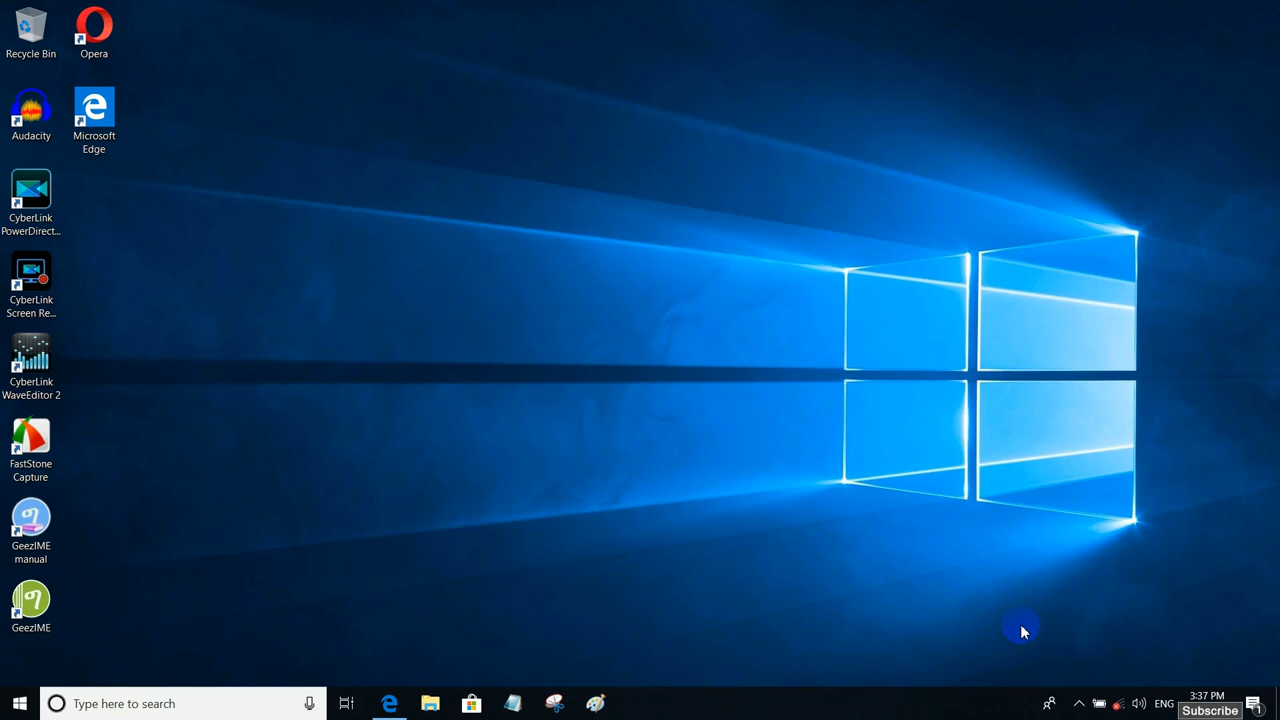 Recycle Bin
Opera
Audacity
Microsoft
Edge
CyberLink
PowerDirect...
CyberLink
Screen Re...
CyberLink
WaveEditor 2
FastStone
Capture
GeezIME
manual
GeezIME
Type here to search
ENG
3:37 PM
Subscribe
1